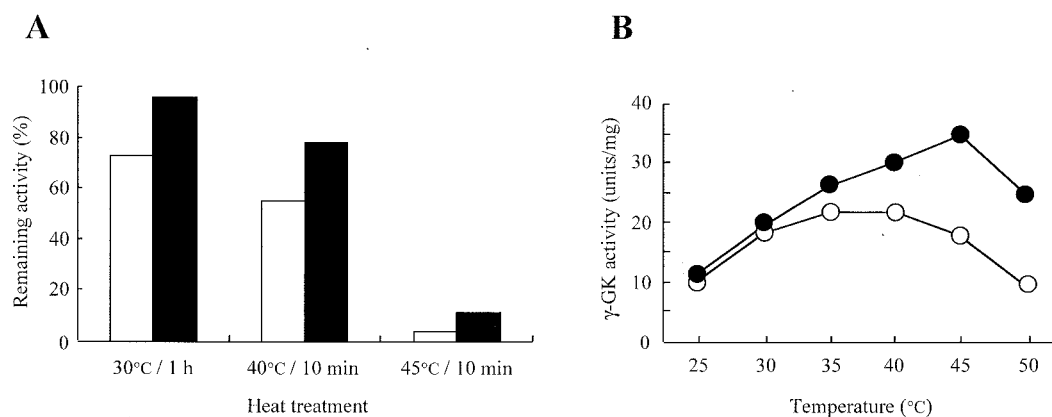 A
Remaining activity (%)
100
80
60
40
20
0
30°C / 1 h
40°C / 10 min
45°C / 10 min
Heat treatment
B
γ-GK activity (units/mg)
40
30
20
10
0
25
30
35
40
45
50
Temperature (°C)